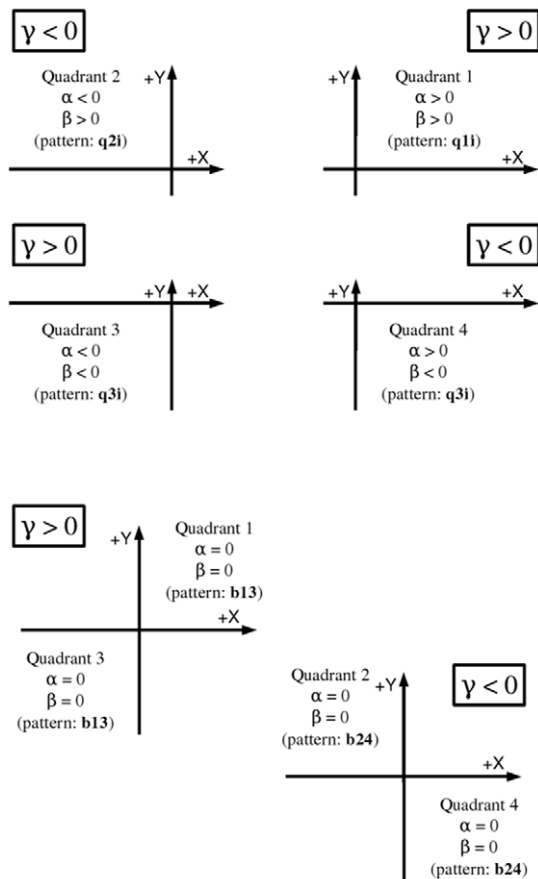 γ < 0
Quadrant 2
α < 0
β > 0
(pattern: q2i)
+Y
+X
γ > 0
Quadrant 1
α > 0
β > 0
(pattern: q1i)
+Y
+X
γ > 0
+Y
+X
Quadrant 3
α < 0
β < 0
(pattern: q3i)
γ < 0
+Y
+X
Quadrant 4
α > 0
β < 0
(pattern: q3i)
γ > 0
+Y
Quadrant 1
α = 0
β = 0
(pattern: b13)
+X
Quadrant 3
α = 0
β = 0
(pattern: b13)
Quadrant 2
α = 0
β = 0
(pattern: b24)
+Y
γ < 0
+X
Quadrant 4
α = 0
β = 0
(pattern: b24)